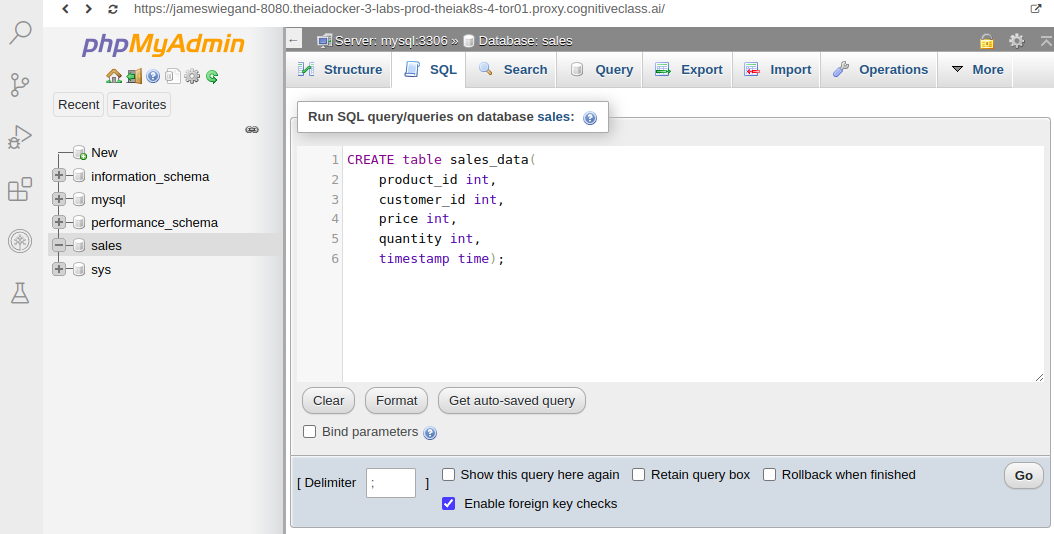 https://jameswiegand-8080.theiadocker-3-labs-prod-theiak8s-4-tor01.proxy.cognitiveclass.ai/
phpMyAdmin
Recent Favorites
New
information_schema
mysql
performance_schema
sales
sys
Server: mysql:3306 » Database: sales
Structure SQL Search Query Export Import Operations More
Run SQL query/queries on database sales:
1 CREATE table sales_data(
2 product_id int,
3 customer_id int,
4 price int,
5 quantity int,
6 timestamp time);
Clear Format Get auto-saved query
Bind parameters
[ Delimiter ; ] Show this query here again Retain query box Rollback when finished Go
Enable foreign key checks